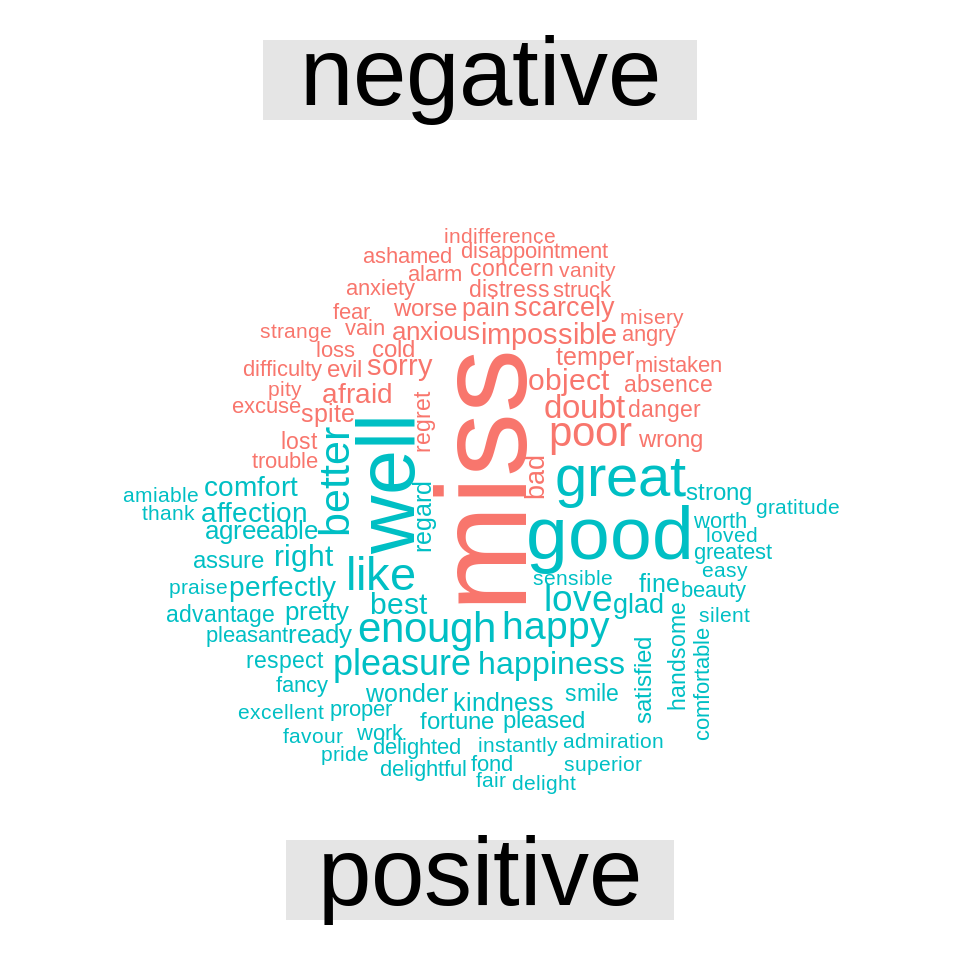 negative
indifference
ashamed
disappointment
alarm
concern
vanity
anxiety
distress
struck
fear
worse
pain
scarcely
strange
vain
anxious
impossible
misery
angry
loss
cold
temper
mistaken
difficulty
evil
sorry
object
absence
pity
afraid
excuse
spite
regret
doubt
danger
lost
poor
wrong
trouble
miss
bad
well
better
great
strong
amiable
comfort
thank
affection
regard
good
worth
gratitude
agreeable
loved
greatest
assure
right
like
sensible
easy
praise
perfectly
best
love
glad
fine
beauty
advantage
pretty
silent
pleasant
ready
enough
happy
handsome
comfortable
respect
pleasure
happiness
satisfied
fancy
wonder
kindness
smile
excellent
proper
fortune
pleased
favour
work
pride
delighted
instantly
admiration
delightful
fond
superior
fair
delight
positive